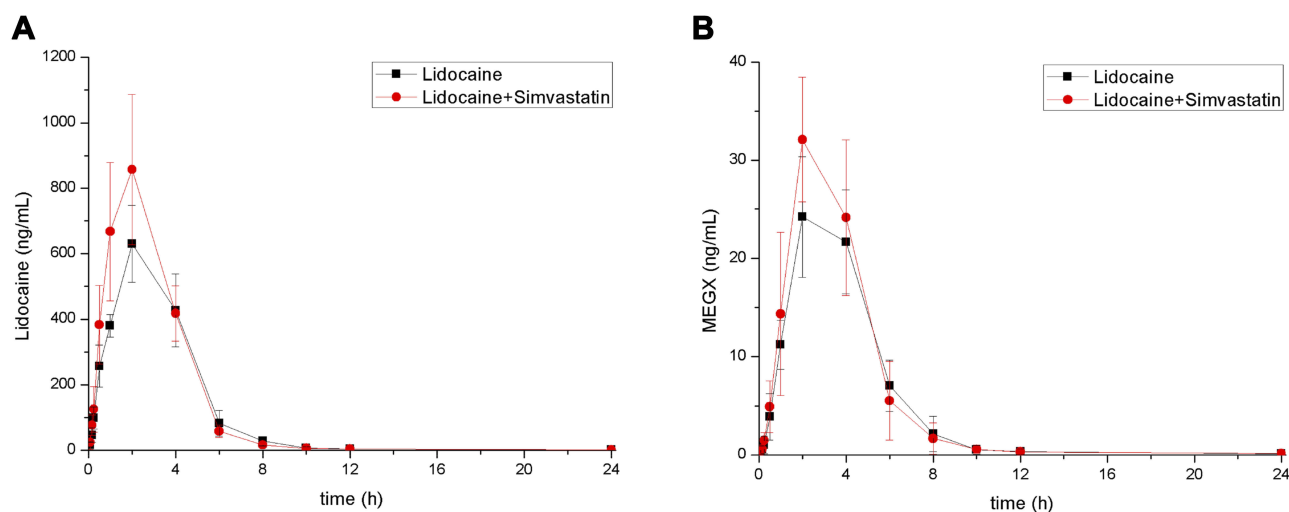 A
Lidocaine (ng/mL)
1200
1000
800
600
400
200
0
Lidocaine
Lidocaine+Simvastatin
0 4 8 12 16 20 24
time (h)
B
MEGX (ng/mL)
40
30
20
10
0
Lidocaine
Lidocaine+Simvastatin
0 4 8 12 16 20 24
time (h)